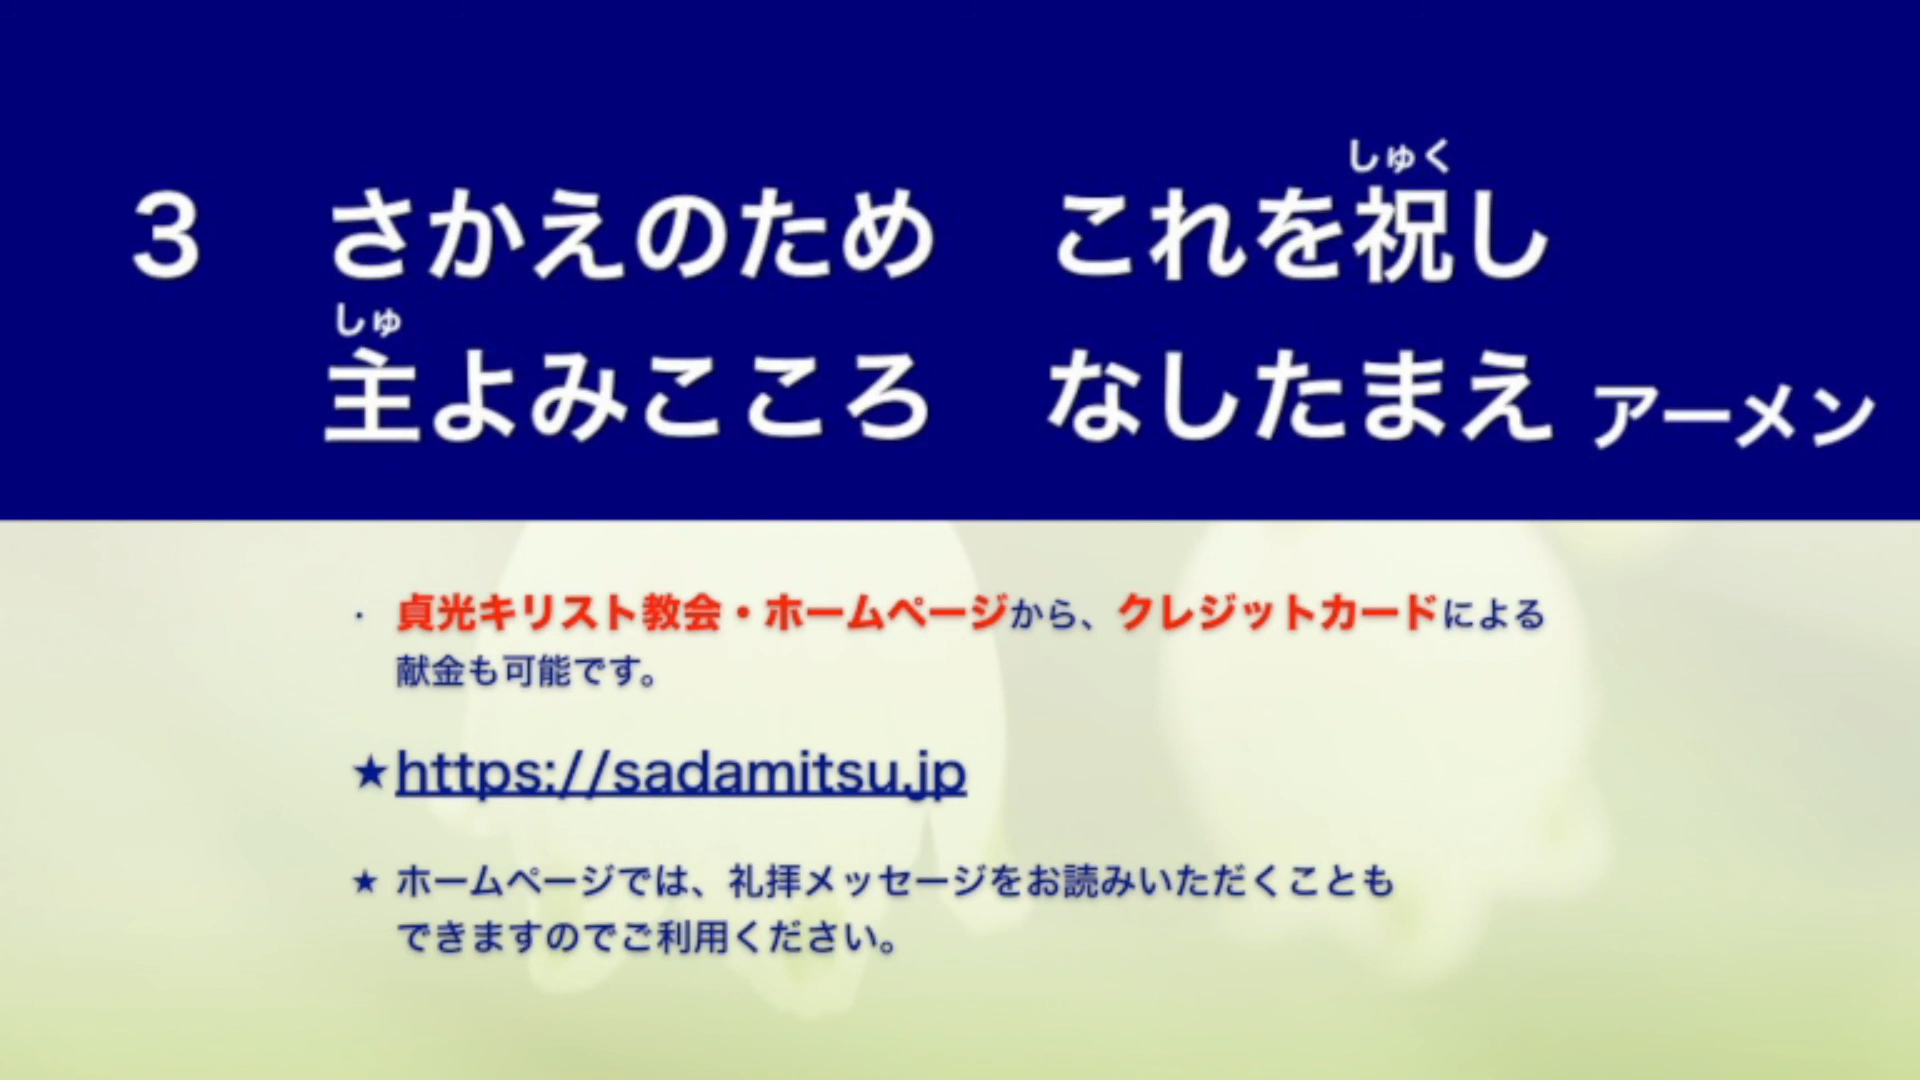 しゅく
3 さかえのため これを祝し
しゅ
主よみこころ なしたまえ アーメン
・ 貞光キリスト教会・ホームページから、クレジットカードによる
献金も可能です。
★https://sadamitsu.jp
★ ホームページでは、礼拝メッセージをお読みいただくことも
できますのでご利用ください。